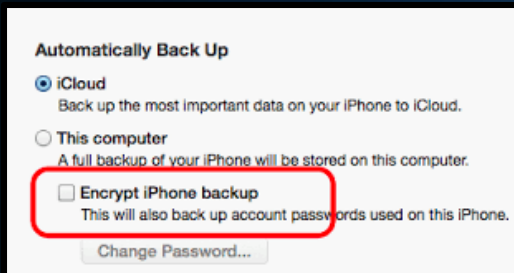 Automatically Back Up
iCloud
Back up the most important data on your iPhone to iCloud.
This computer
A full backup of your iPhone will be stored on this computer.
Encrypt iPhone backup
This will also back up account passwords used on this iPhone.
Change Password...